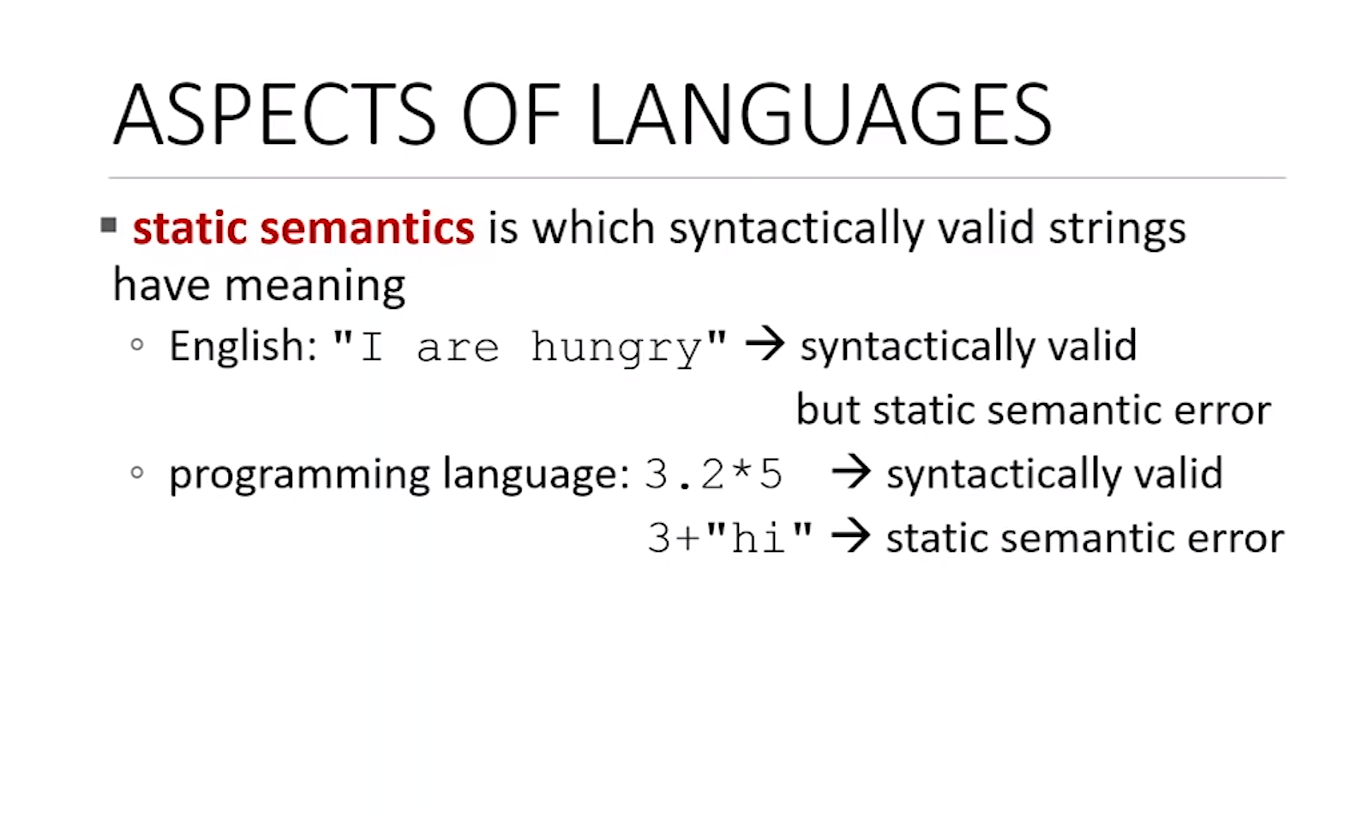 ASPECTS OF LANGUAGES
▪ static semantics is which syntactically valid strings
have meaning
◦ English: "I are hungry" → syntactically valid
but static semantic error
◦ programming language: 3.2*5 → syntactically valid
3+"hi" → static semantic error